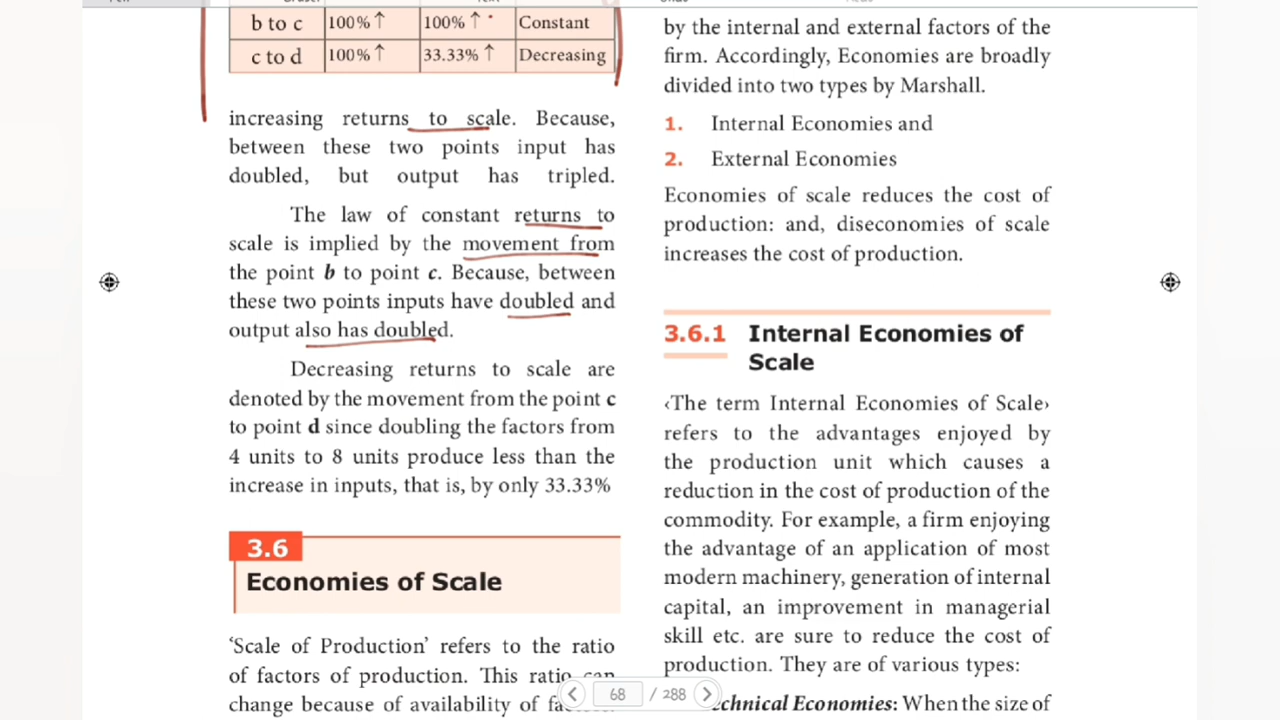 b to c 100% ↑ 100% ↑ Constant
c to d 100% ↑ 33.33% ↑ Decreasing
increasing returns to scale. Because,
between these two points input has
doubled, but output has tripled.
The law of constant returns to
scale is implied by the movement from
the point b to point c. Because, between
these two points inputs have doubled and
output also has doubled.
Decreasing returns to scale are
denoted by the movement from the point c
to point d since doubling the factors from
4 units to 8 units produce less than the
increase in inputs, that is, by only 33.33%
3.6
Economies of Scale
‘Scale of Production’ refers to the ratio
of factors of production. This ratio can
change because of availability of
by the internal and external factors of the
firm. Accordingly, Economies are broadly
divided into two types by Marshall.
1. Internal Economies and
2. External Economies
Economies of scale reduces the cost of
production: and, diseconomies of scale
increases the cost of production.
3.6.1 Internal Economies of
Scale
‹The term Internal Economies of Scale›
refers to the advantages enjoyed by
the production unit which causes a
reduction in the cost of production of the
commodity. For example, a firm enjoying
the advantage of an application of most
modern machinery, generation of internal
capital, an improvement in managerial
skill etc. are sure to reduce the cost of
production. They are of various types:
echnical Economies: When the size of
68 / 288